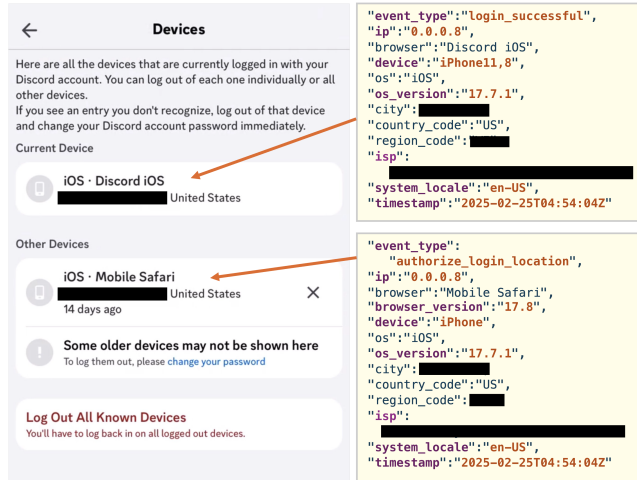 Devices
Here are all the devices that are currently logged in with your
Discord account. You can log out of each one individually or all
other devices.
If you see an entry you don't recognize, log out of that device
and change your Discord account password immediately.
Current Device
iOS · Discord iOS
United States
Other Devices
iOS · Mobile Safari
United States
14 days ago
Some older devices may not be shown here
To log them out, please change your password
Log Out All Known Devices
You'll have to log back in on all logged out devices.
"event_type":"login_successful",
"ip":"0.0.0.8",
"browser":"Discord iOS",
"device":"iPhone11,8",
"os":"iOS",
"os_version":"17.7.1",
"city":
"country_code":"US",
"region_code":
"isp":
"system_locale":"en-US",
"timestamp":"2025-02-25T04:54:04Z"
"event_type":
"authorize_login_location",
"ip":"0.0.0.8",
"browser":"Mobile Safari",
"browser_version":"17.8",
"device":"iPhone",
"os":"iOS",
"os_version":"17.7.1",
"city":
"country_code":"US",
"region_code":
"isp":
"system_locale":"en-US",
"timestamp":"2025-02-25T04:54:04Z"